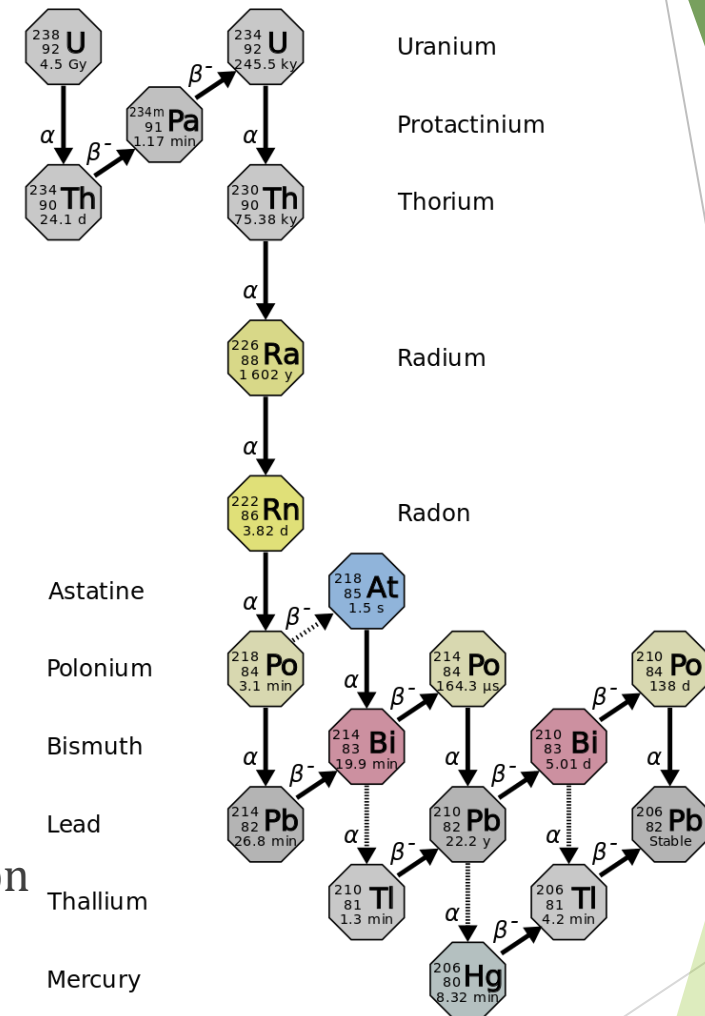 238
92 U
4.5 Gy
234
92 U
245.5 ky
Uranium
β⁻
234m
91 Pa
1.17 min
Protactinium
α
β⁻
α
234
90 Th
24.1 d
230
90 Th
75.38 ky
Thorium
α
226
88 Ra
1 602 y
Radium
α
222
86 Rn
3.82 d
Radon
Astatine
218
85 At
1.5 s
α
β⁻
Polonium
218
84 Po
3.1 min
214
84 Po
164.3 µs
210
84 Po
138 d
α
β⁻
β⁻
Bismuth
214
83 Bi
19.9 min
210
83 Bi
5.01 d
α
β⁻
α
β⁻
α
Lead
214
82 Pb
26.8 min
210
82 Pb
22.2 y
206
82 Pb
Stable
α
β⁻
α
β⁻
on
Thallium
210
81 Tl
1.3 min
206
81 Tl
4.2 min
α
β⁻
Mercury
206
80 Hg
8.32 min